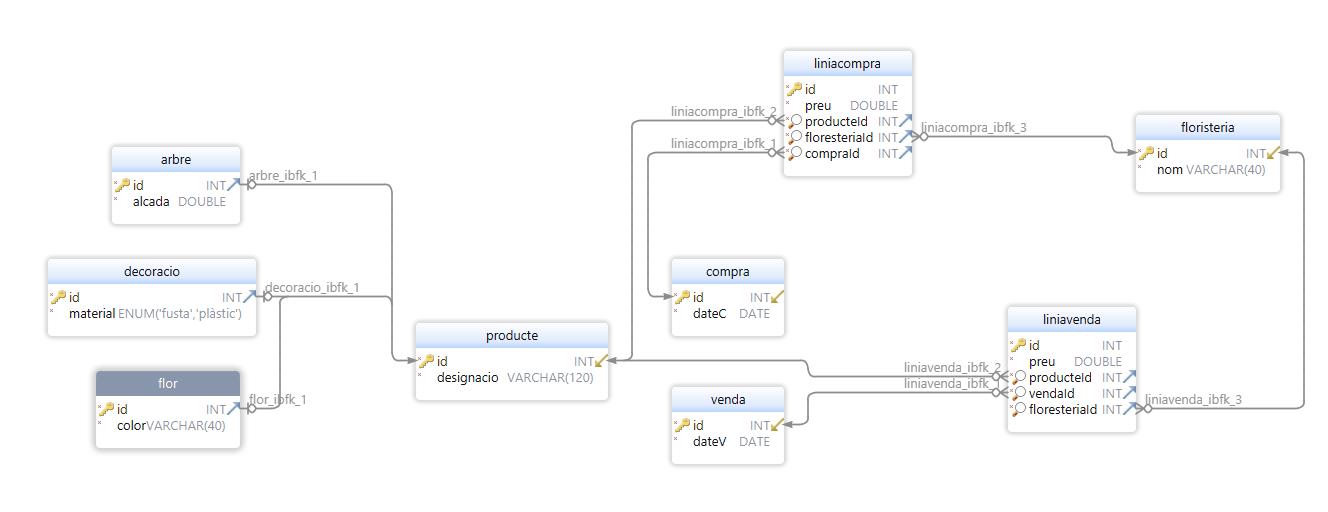 liniacompra
id INT
preu DOUBLE
producteId INT
floresteriaId INT
compraId INT
liniacompra_ibfk_2
liniacompra_ibfk_1
liniacompra_ibfk_3
floristeria
id INT
nom VARCHAR(40)
arbre
id INT
alcada DOUBLE
arbre_ibfk_1
decoracio
id INT
material ENUM('fusta','plàstic')
decoracio_ibfk_1
compra
id INT
dateC DATE
producte
id INT
designacio VARCHAR(120)
flor
id INT
color VARCHAR(40)
flor_ibfk_1
venda
id INT
dateV DATE
liniavenda
id INT
preu DOUBLE
producteId INT
vendaId INT
floresteriaId INT
liniavenda_ibfk_2
liniavenda_ibfk_
liniavenda_ibfk_3